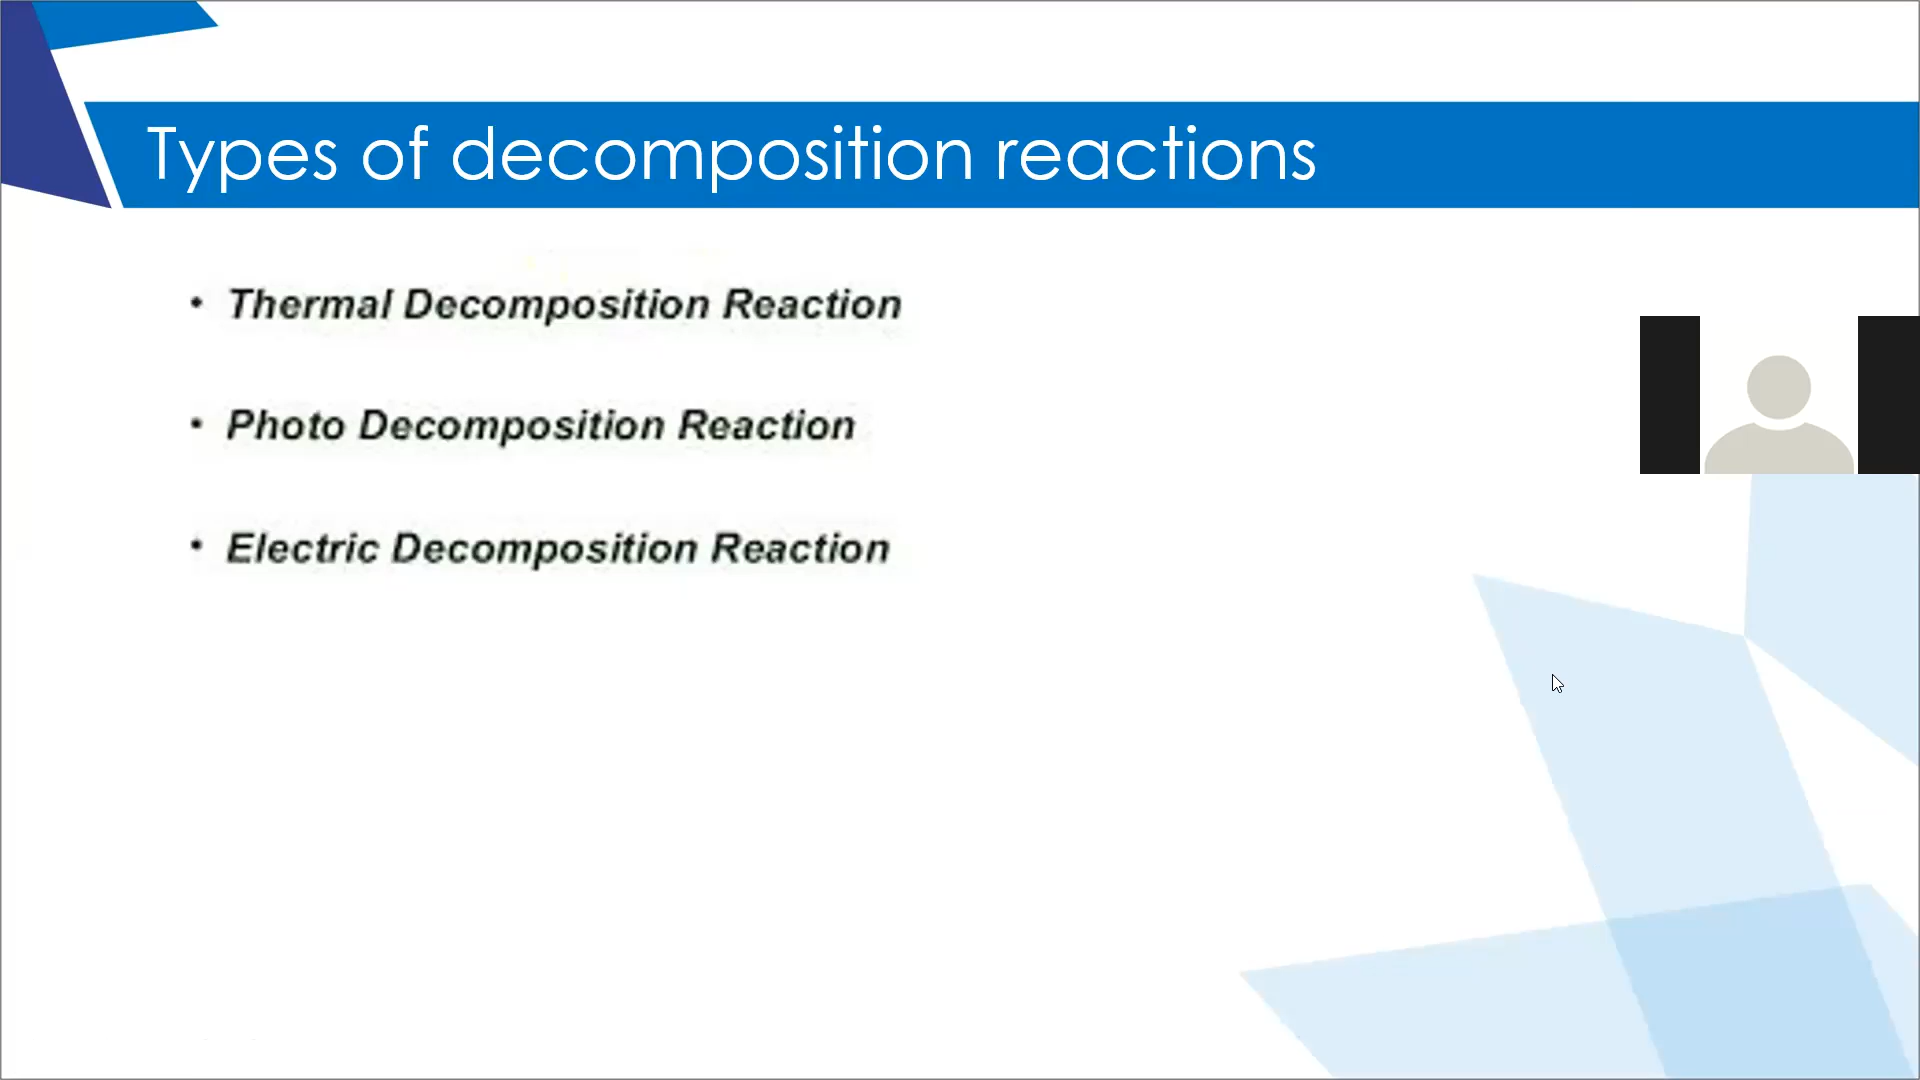 Types of decomposition reactions
• Thermal Decomposition Reaction
• Photo Decomposition Reaction
• Electric Decomposition Reaction